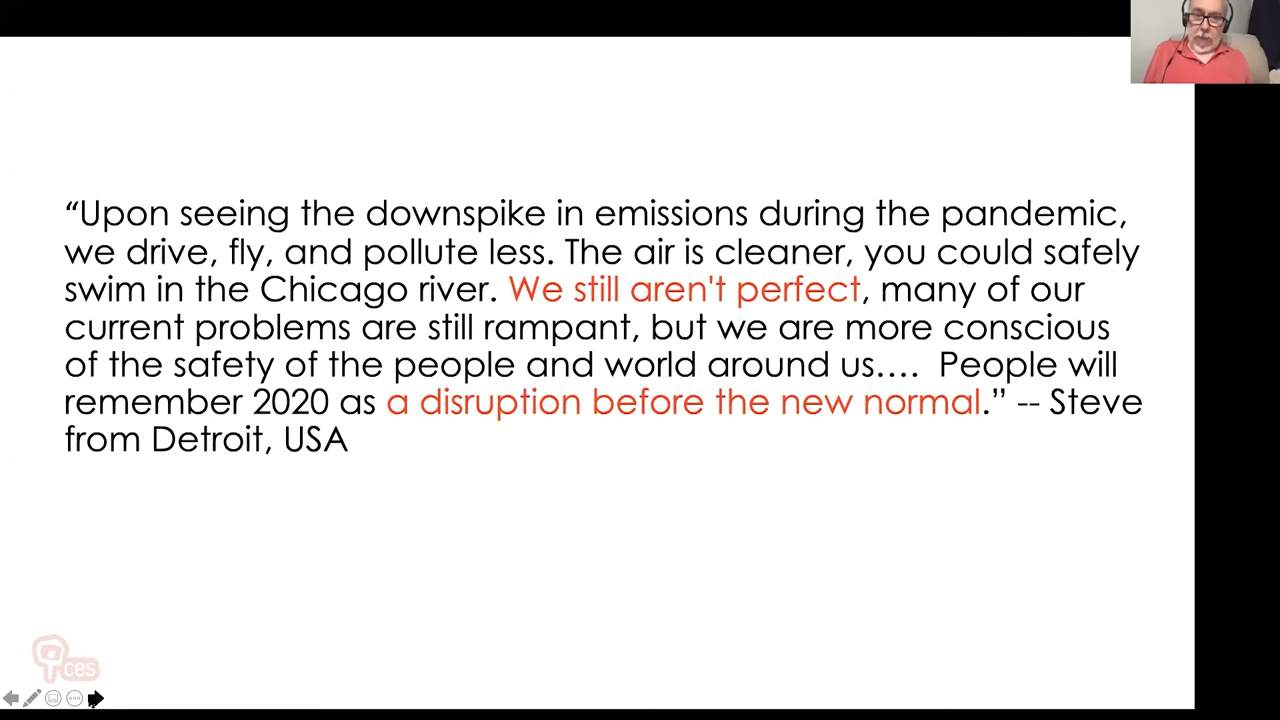 “Upon seeing the downspike in emissions during the pandemic,
we drive, fly, and pollute less. The air is cleaner, you could safely
swim in the Chicago river. We still aren't perfect, many of our
current problems are still rampant, but we are more conscious
of the safety of the people and world around us…. People will
remember 2020 as a disruption before the new normal.” -- Steve
from Detroit, USA
ces